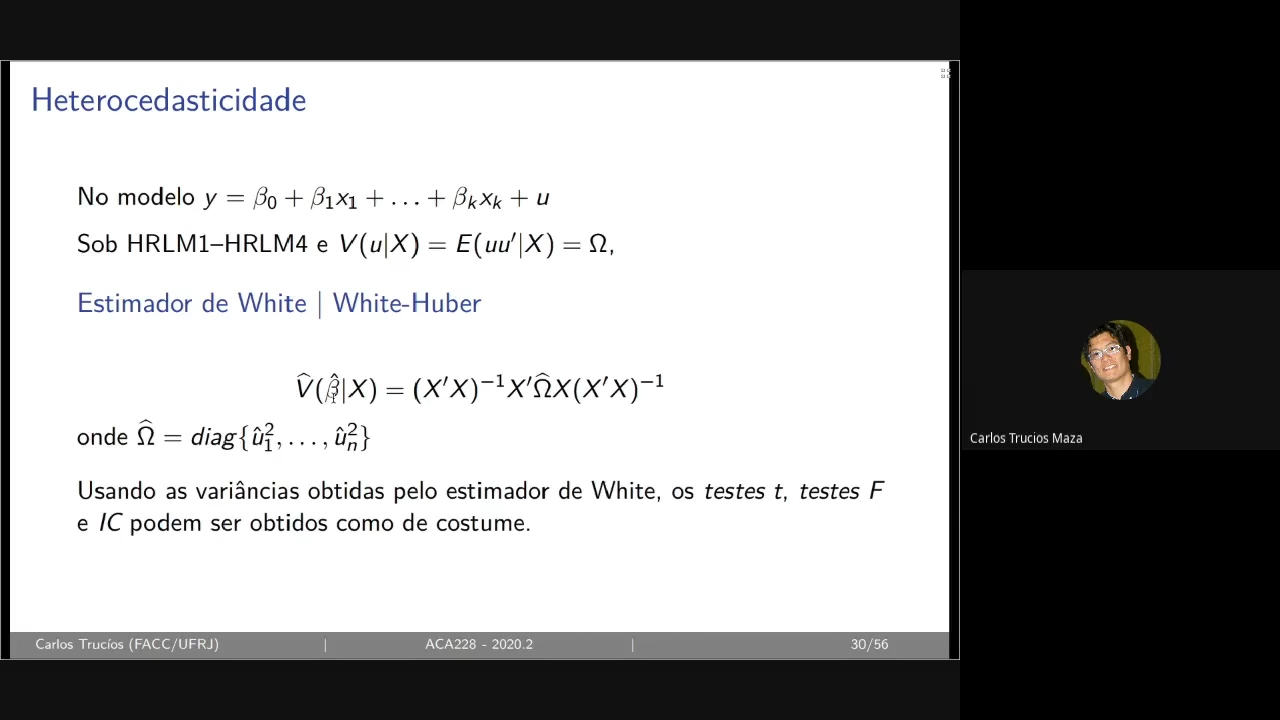 Heterocedasticidade
No modelo y = β₀ + β₁x₁ + . . . + βₖxₖ + u
Sob HRLM1–HRLM4 e V(u|X) = E(uu′|X) = Ω,
Estimador de White | White-Huber
V̂(β̂|X) = (X′X)⁻¹X′Ω̂X(X′X)⁻¹
onde Ω̂ = diag{û₁², . . . , ûₙ²}
Usando as variâncias obtidas pelo estimador de White, os testes t, testes F
e IC podem ser obtidos como de costume.
Carlos Trucíos (FACC/UFRJ) | ACA228 - 2020.2 | 30/56
Carlos Trucios Maza